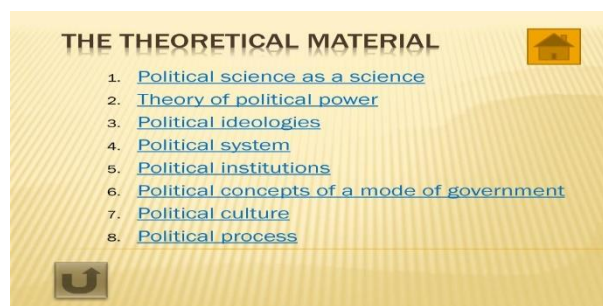 THE THEORETICAL MATERIAL
1. Political science as a science
2. Theory of political power
3. Political ideologies
4. Political system
5. Political institutions
6. Political concepts of a mode of government
7. Political culture
8. Political process